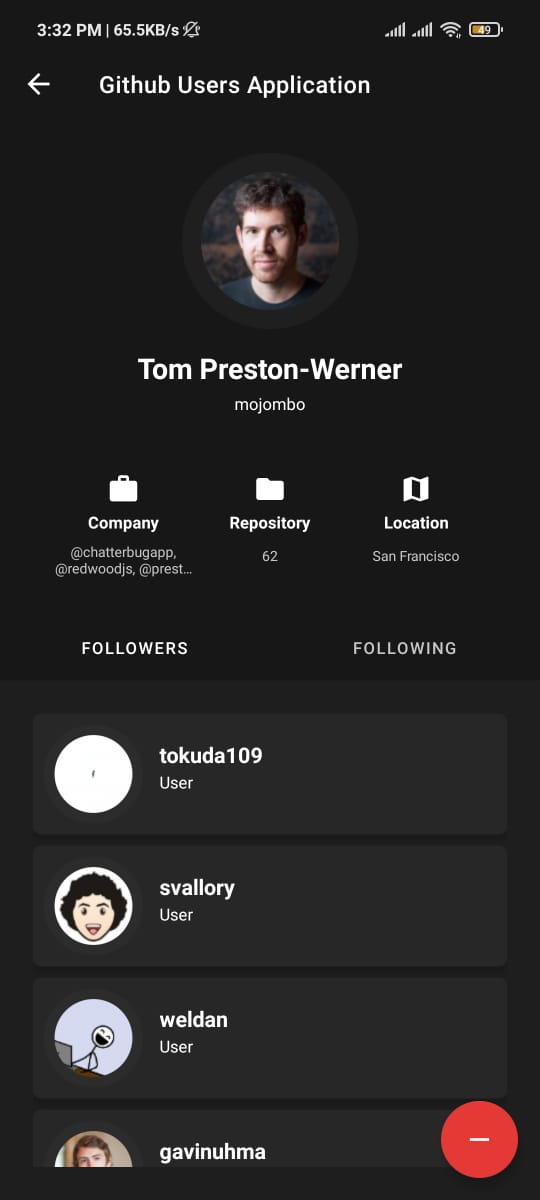 3:32 PM | 65.5KB/s
49
Github Users Application
Tom Preston-Werner
mojombo
Company
Repository
Location
@chatterbugapp,
@redwoodjs, @prest...
62
San Francisco
FOLLOWERS
FOLLOWING
tokuda109
User
svallory
User
weldan
User
gavinuhma